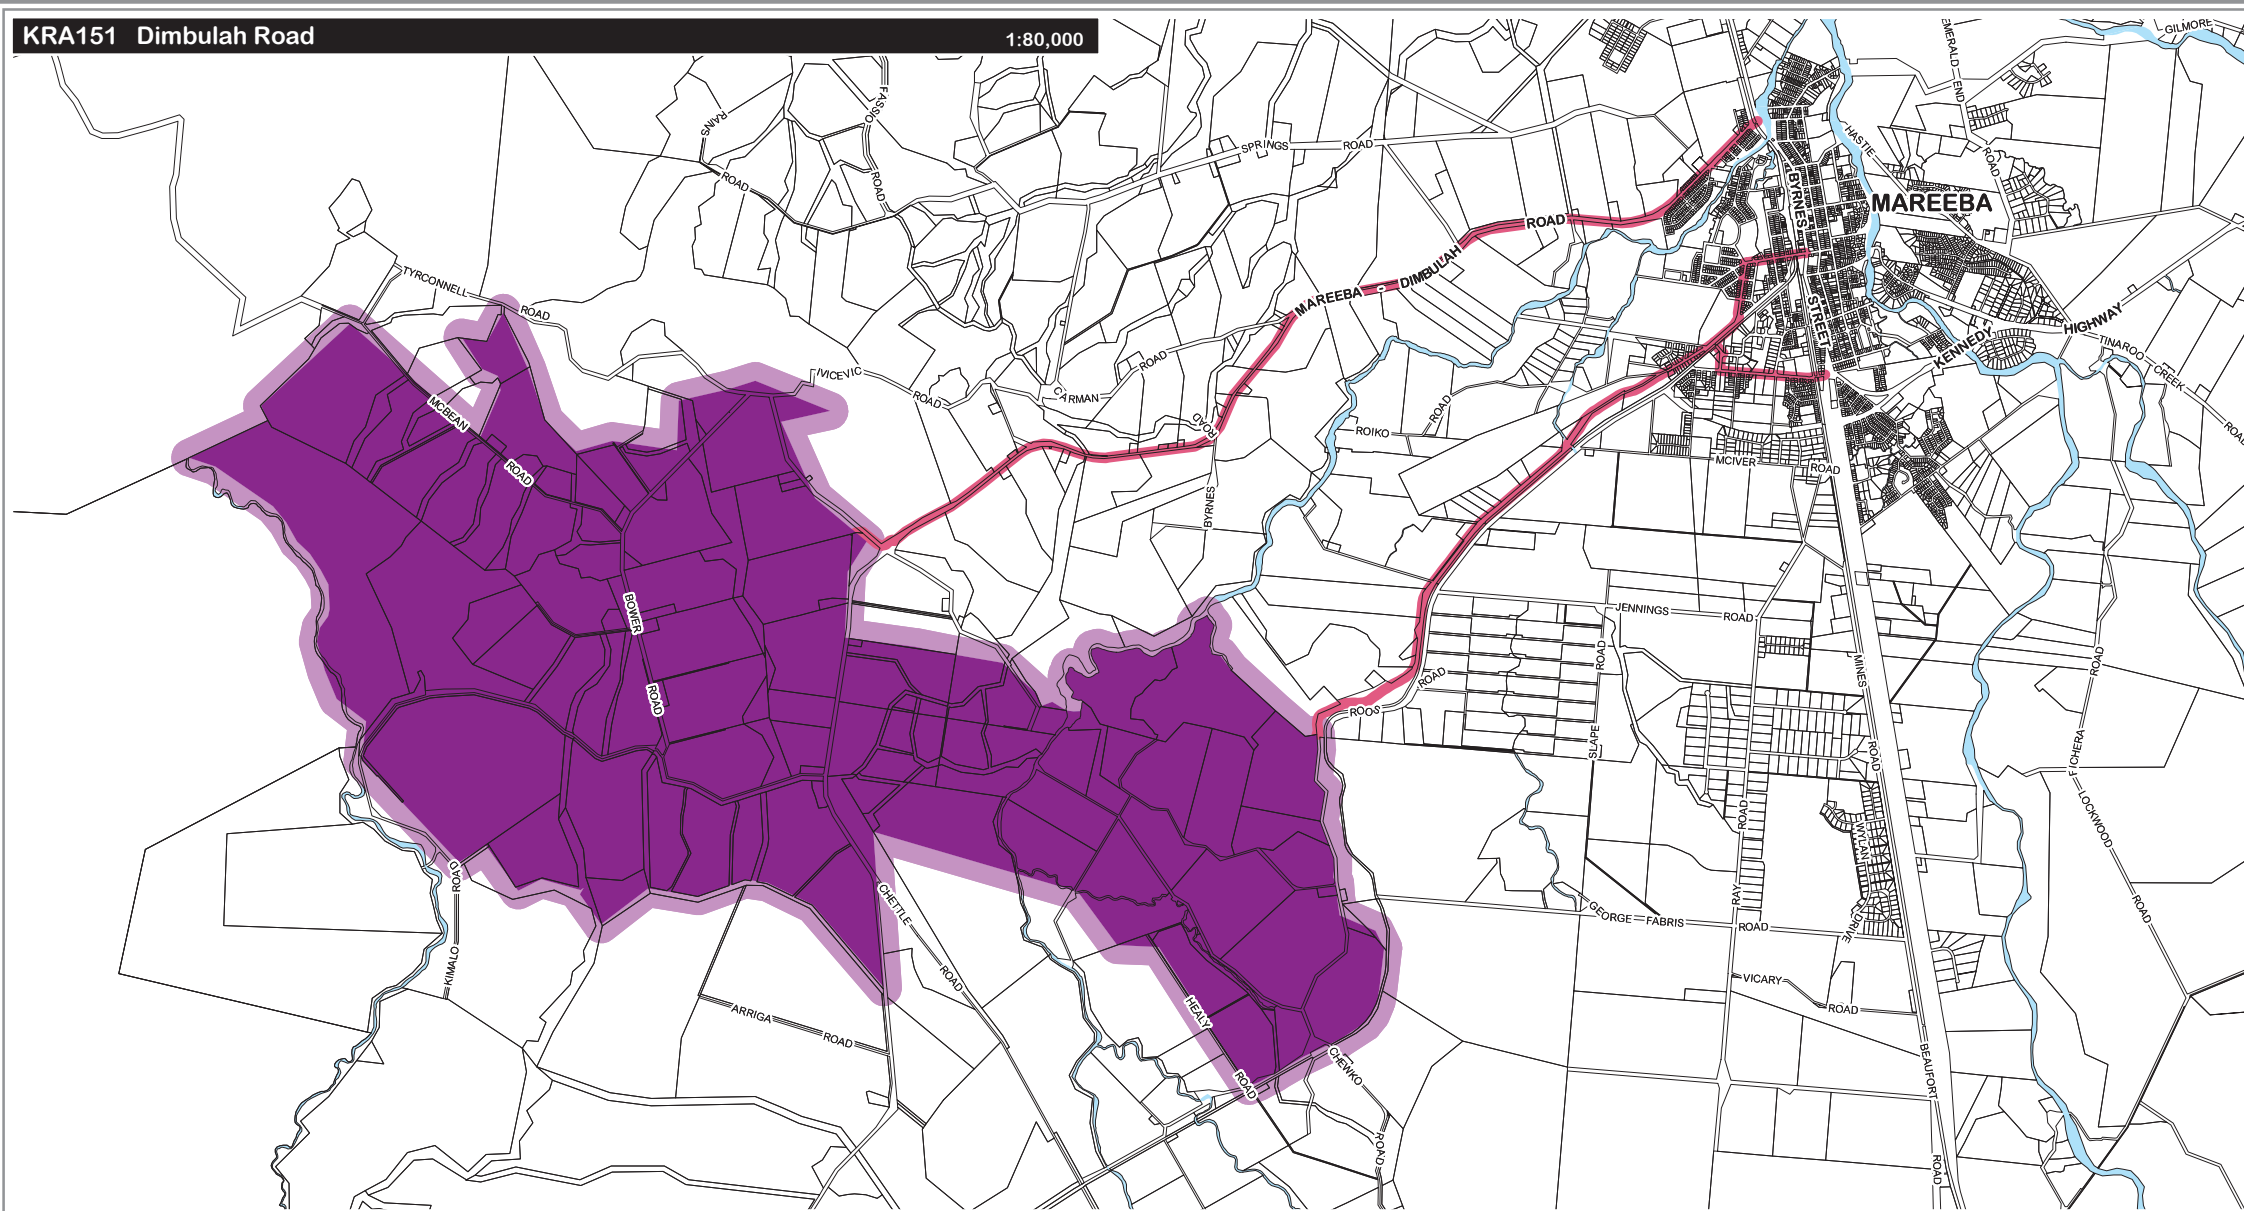 KRA151 Dimbulah Road 1:80,000
GILMORE
EMERALD END ROAD
HASTIE
RAINS ROAD
FASSIO ROAD
SPRINGS ROAD
MAREEBA
BYRNES STREET
MAREEBA - DIMBULAH ROAD
KENNEDY HIGHWAY
TINAROO CREEK ROAD
TYRCONNELL ROAD
IVICEVIC ROAD
CARMAN ROAD
MCBEAN ROAD
BYRNES ROAD
ROIKO ROAD
MCIVER ROAD
BOWER ROAD
JENNINGS ROAD
SLAPE ROAD
ROOS ROAD
MINES ROAD
FICHERA ROAD
LOCKWOOD ROAD
RAY ROAD
WYLAN DRIVE
GEORGE FABRIS ROAD
VICARY ROAD
BEAUFORT ROAD
KIMALO ROAD
CHETTLE ROAD
ARRIGA ROAD
HEALY ROAD
CHEWKO ROAD